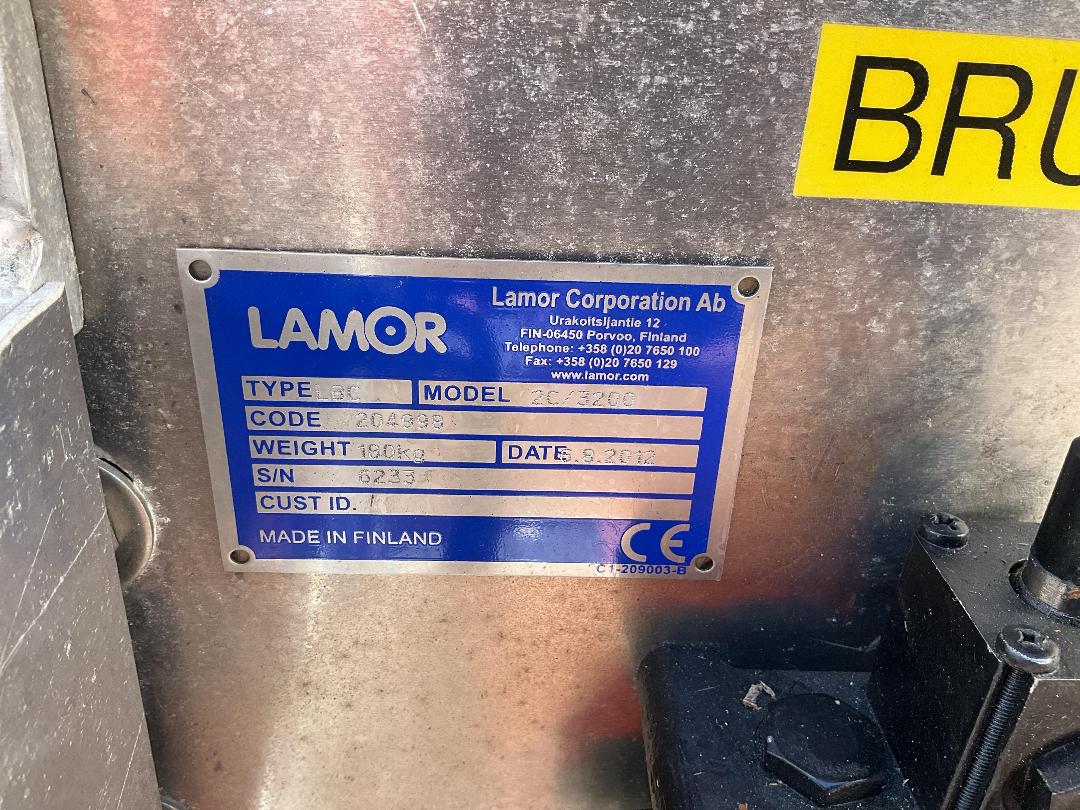 BRU
LAMOR
Lamor Corporation Ab
Urakoitsijantie 12
FIN-06450 Porvoo, Finland
Telephone: +358 (0)20 7650 100
Fax: +358 (0)20 7650 129
www.lamor.com
TYPE LBC MODEL 2C/3200
CODE 204998
WEIGHT 180kg DATE 6.8.2012
S/N 6233
CUST ID. /
MADE IN FINLAND CE
C1-209003-B